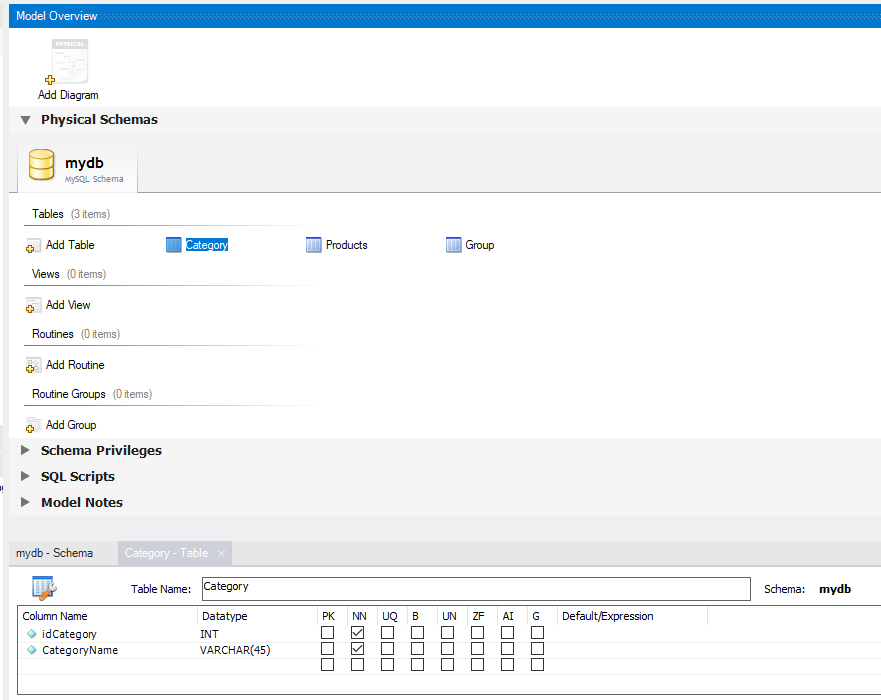 Model Overview
PHYSICAL
Add Diagram
Physical Schemas
mydb
MySQL Schema
Tables (3 items)
Add Table Category Products Group
Views (0 items)
Add View
Routines (0 items)
Add Routine
Routine Groups (0 items)
Add Group
Schema Privileges
SQL Scripts
Model Notes
mydb - Schema Category - Table
Table Name: Category Schema: mydb
Column Name Datatype PK NN UQ B UN ZF AI G Default/Expression
idCategory INT
CategoryName VARCHAR(45)